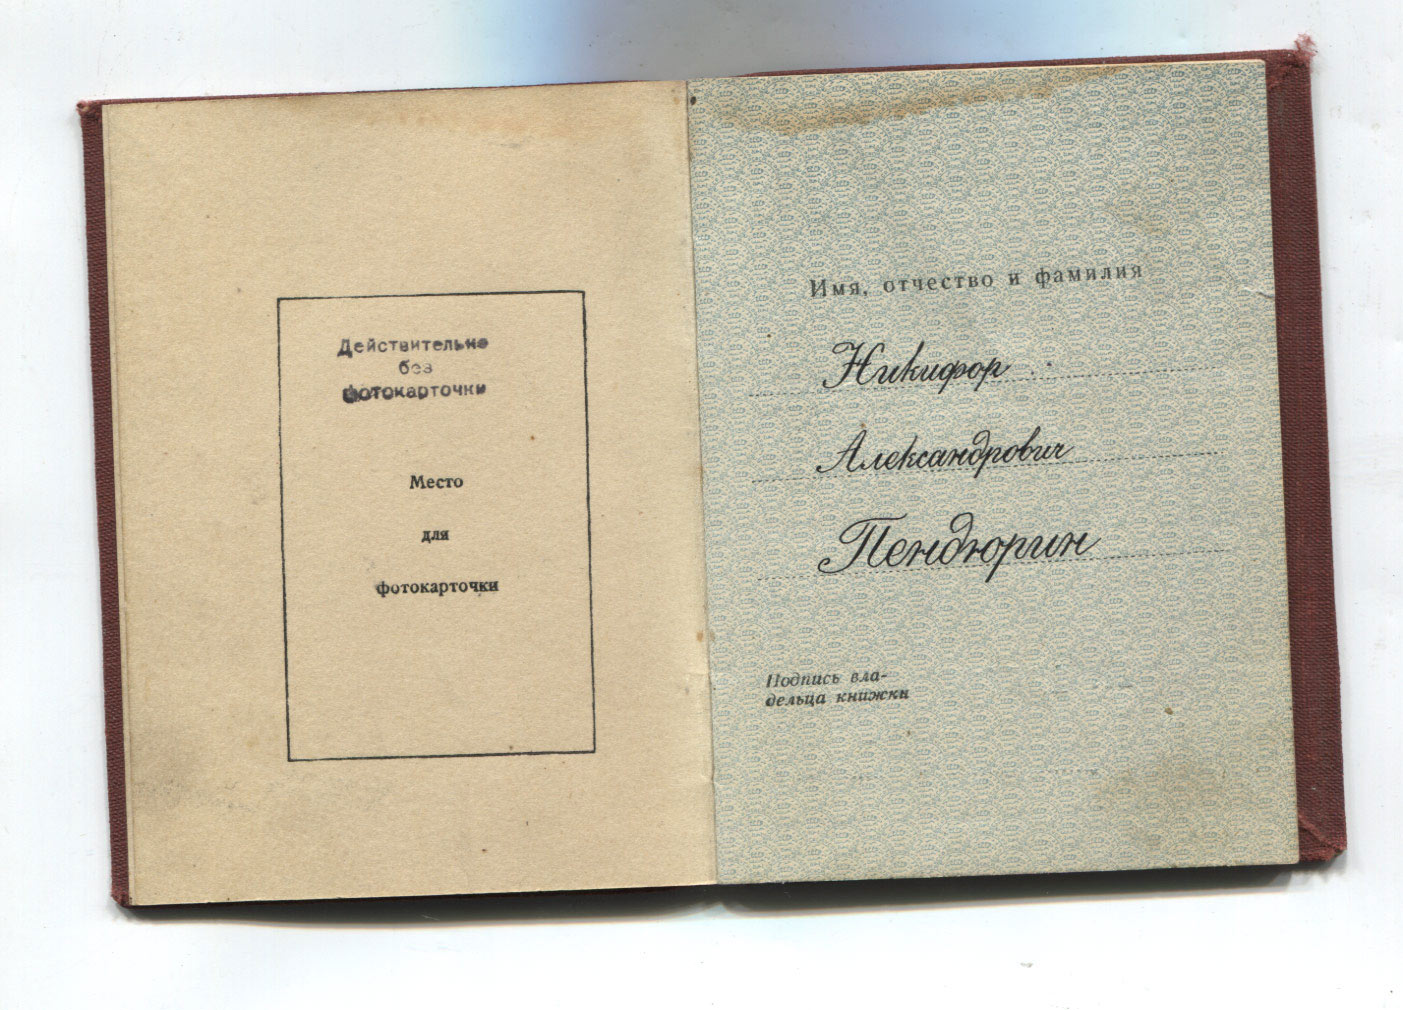 Действительно
без
фотокарточки
Место
для
фотокарточки
Имя, отчество и фамилия
Никифор
Александрович
Пендюрин
Подпись вла-
дельца книжки